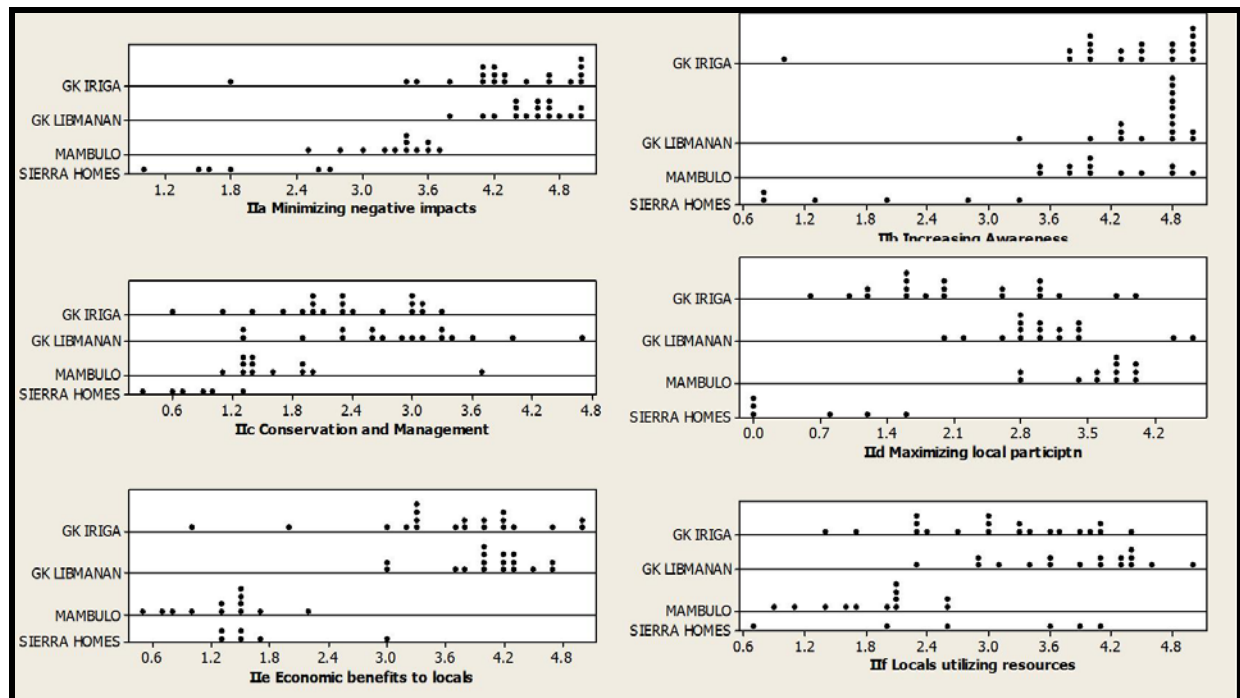 GK IRIGA
GK LIBMANAN
MAMBULO
SIERRA HOMES
1.2 1.8 2.4 3.0 3.6 4.2 4.8
IIa Minimizing negative impacts
GK IRIGA
GK LIBMANAN
MAMBULO
SIERRA HOMES
0.6 1.2 1.8 2.4 3.0 3.6 4.2 4.8
IIb Increasing Awareness
GK IRIGA
GK LIBMANAN
MAMBULO
SIERRA HOMES
0.6 1.2 1.8 2.4 3.0 3.6 4.2 4.8
IIc Conservation and Management
GK IRIGA
GK LIBMANAN
MAMBULO
SIERRA HOMES
0.0 0.7 1.4 2.1 2.8 3.5 4.2
IId Maximizing local participtn
GK IRIGA
GK LIBMANAN
MAMBULO
SIERRA HOMES
0.6 1.2 1.8 2.4 3.0 3.6 4.2 4.8
IIe Economic benefits to locals
GK IRIGA
GK LIBMANAN
MAMBULO
SIERRA HOMES
0.6 1.2 1.8 2.4 3.0 3.6 4.2 4.8
IIf Locals utilizing resources